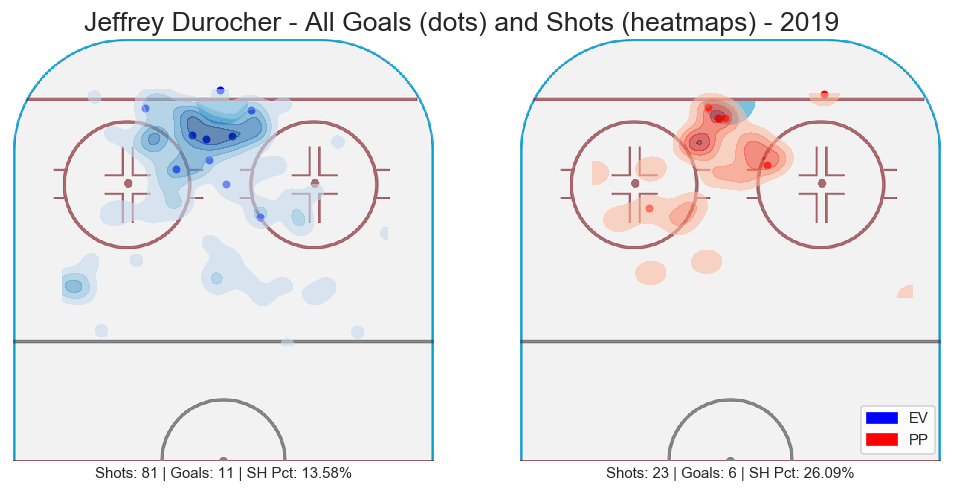 Jeffrey Durocher - All Goals (dots) and Shots (heatmaps) - 2019
EV
PP
Shots: 81 | Goals: 11 | SH Pct: 13.58%
Shots: 23 | Goals: 6 | SH Pct: 26.09%